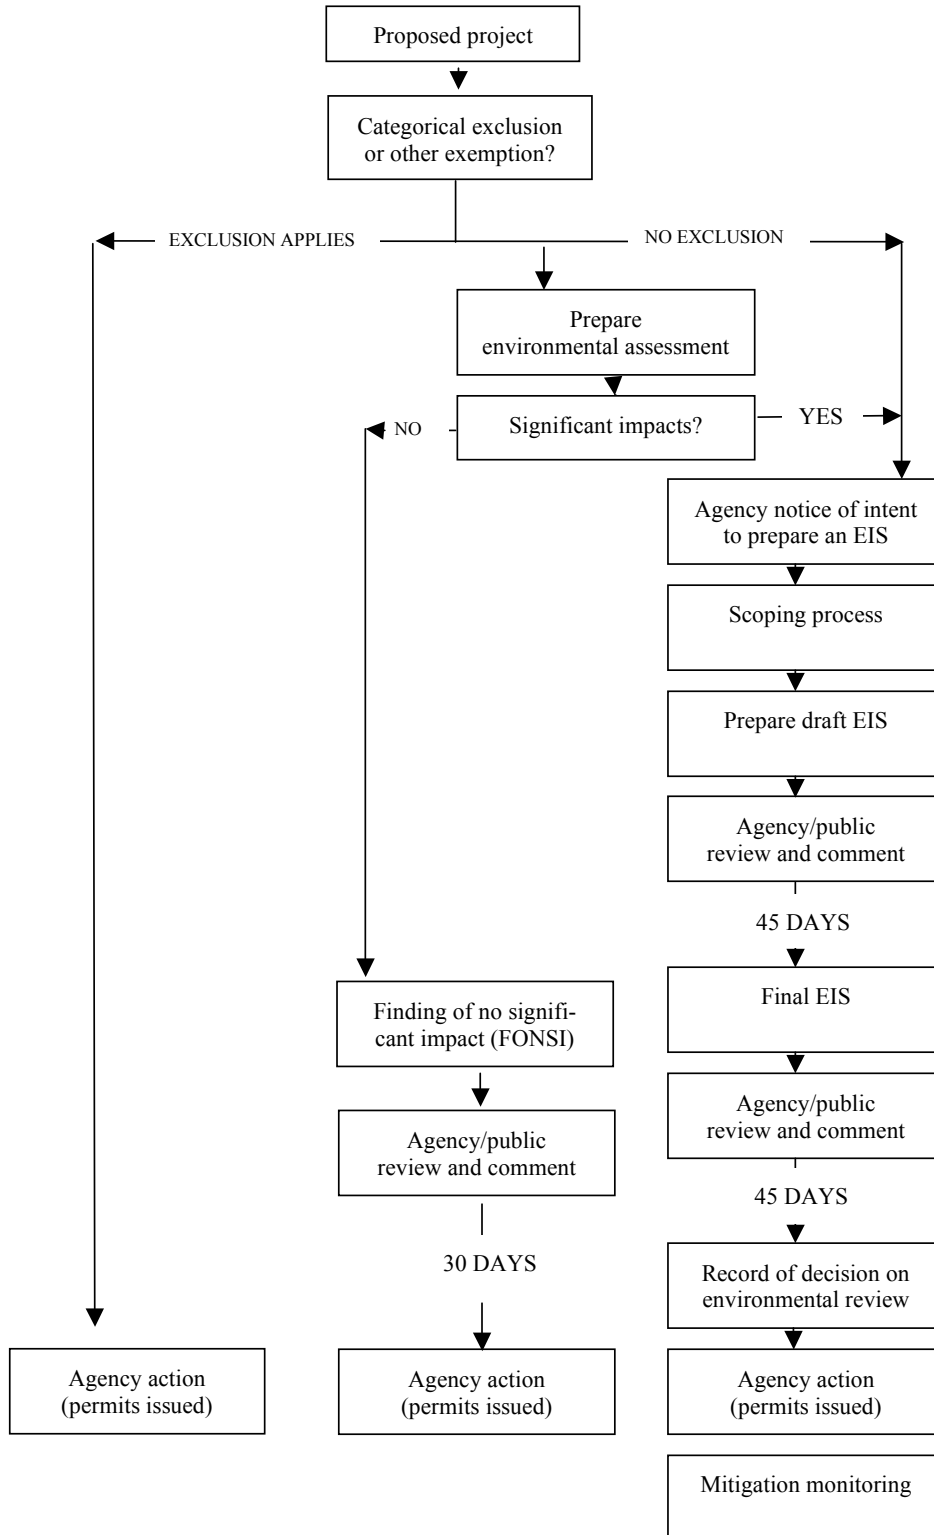 Proposed project
Categorical exclusion
or other exemption?
EXCLUSION APPLIES
NO EXCLUSION
Prepare
environmental assessment
Significant impacts?
YES
NO
Agency notice of intent
to prepare an EIS
Scoping process
Prepare draft EIS
Agency/public
review and comment
45 DAYS
Final EIS
Finding of no signifi-
cant impact (FONSI)
Agency/public
review and comment
Agency/public
review and comment
45 DAYS
30 DAYS
Record of decision on
environmental review
Agency action
(permits issued)
Agency action
(permits issued)
Agency action
(permits issued)
Mitigation monitoring